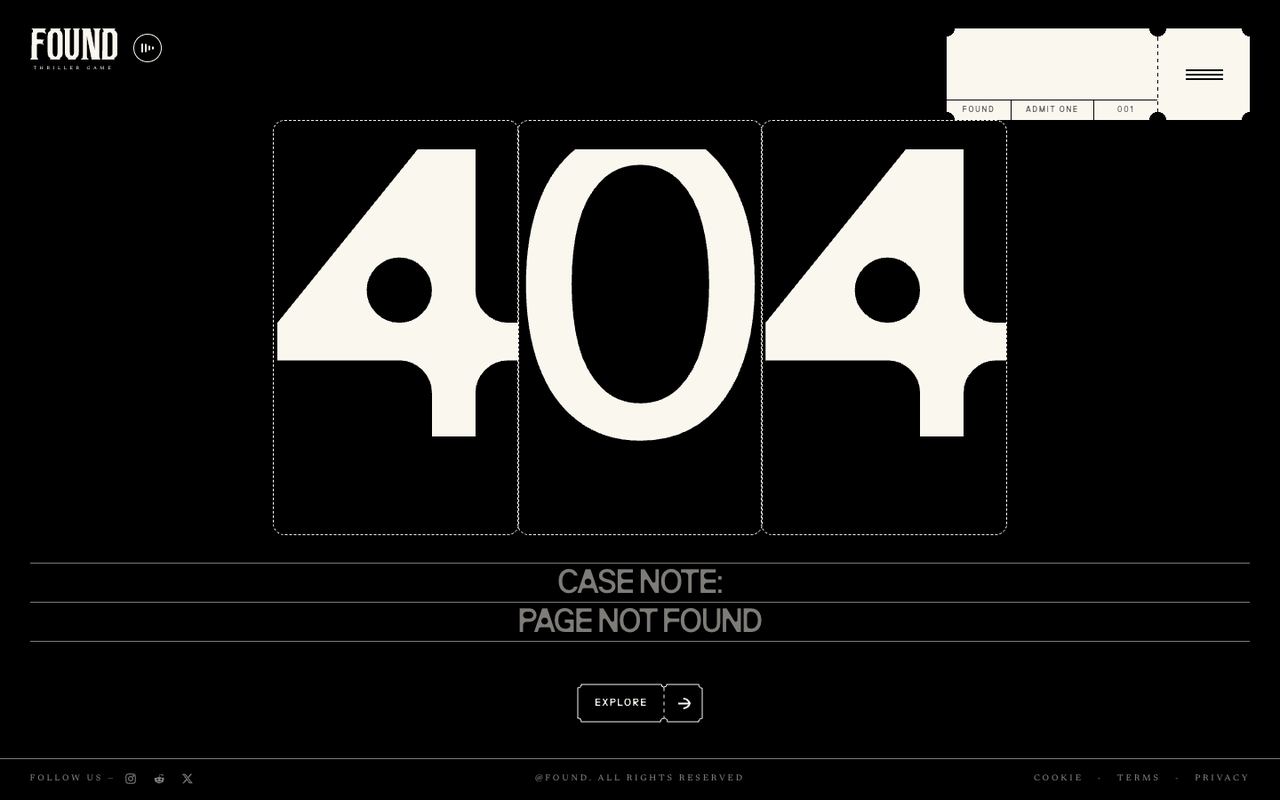 FOUND
THRILLER GAME
FOUND ADMIT ONE 001
404
CASE NOTE:
PAGE NOT FOUND
EXPLORE
FOLLOW US –
@FOUND. ALL RIGHTS RESERVED
COOKIE - TERMS - PRIVACY